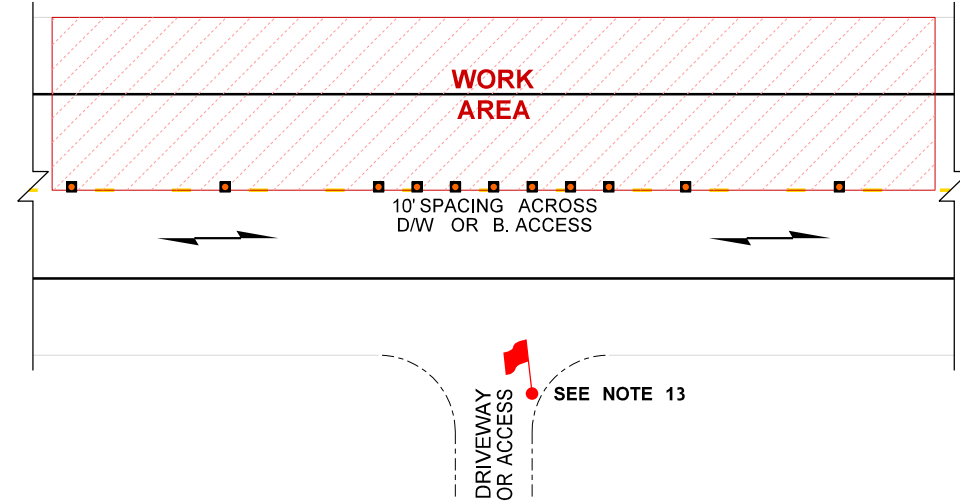 WORK
AREA
10' SPACING ACROSS
D/W OR B. ACCESS
SEE NOTE 13
DRIVEWAY
OR ACCESS